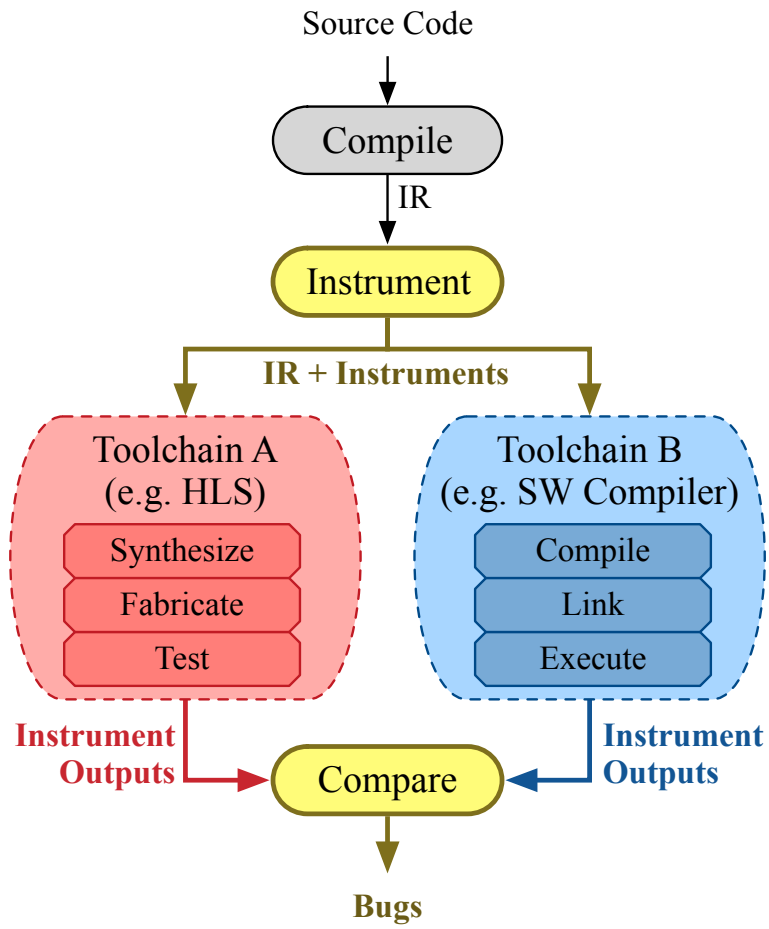 Source Code
Compile
IR
Instrument
IR + Instruments
Toolchain A
(e.g. HLS)
Synthesize
Fabricate
Test
Toolchain B
(e.g. SW Compiler)
Compile
Link
Execute
Instrument
Outputs
Compare
Instrument
Outputs
Bugs